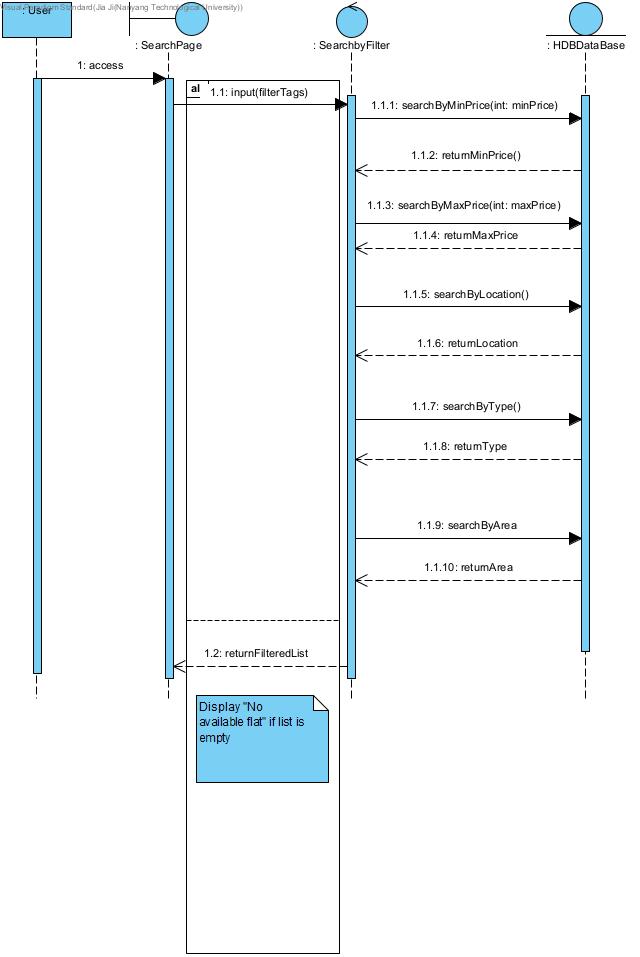 Visual Paradigm Standard(Jia Ji(Nanyang Technological University))
: User
: SearchPage
: SearchbyFilter
: HDBDataBase
1: access
al
1.1: input(filterTags)
1.1.1: searchByMinPrice(int: minPrice)
1.1.2: returnMinPrice()
1.1.3: searchByMaxPrice(int: maxPrice)
1.1.4: returnMaxPrice
1.1.5: searchByLocation()
1.1.6: returnLocation
1.1.7: searchByType()
1.1.8: returnType
1.1.9: searchByArea
1.1.10: returnArea
1.2: returnFilteredList
Display "No
available flat" if list is
empty